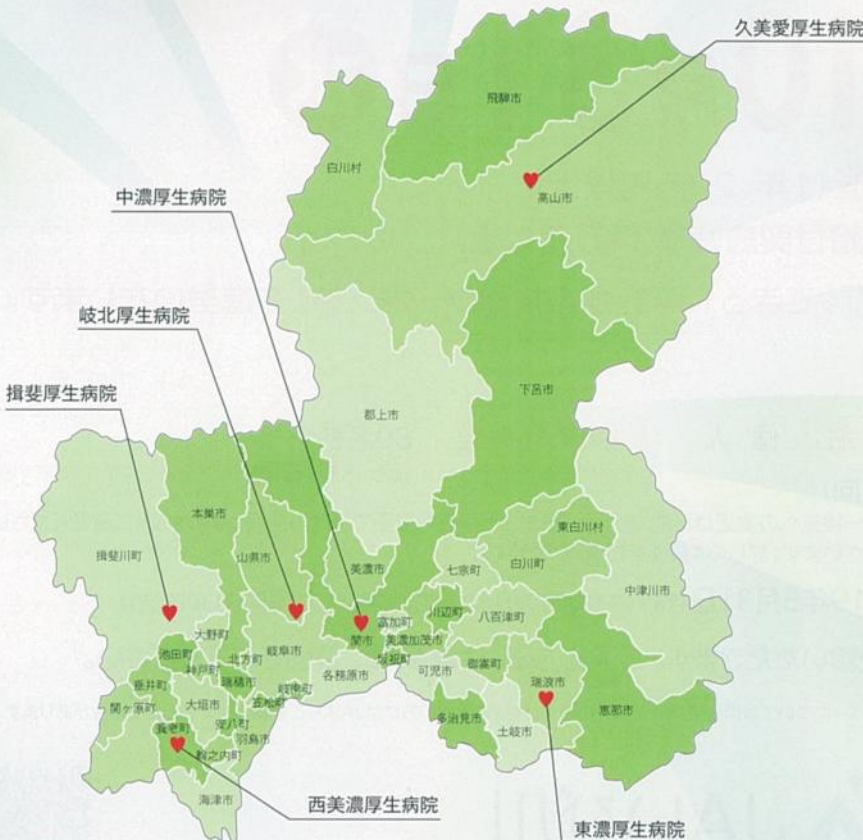 久美愛厚生病院
飛騨市
白川村
高山市
中濃厚生病院
岐北厚生病院
揖斐厚生病院
下呂市
郡上市
本巣市
東白川村
揖斐川町
山県市
美濃市
七宗町
白川町
中津川市
川辺町
八百津町
富加町
関市
大野町
美濃加茂市
池田町
北方町
岐阜市
坂祝町
神戸町
各務原市
可児市
御嵩町
瑞浪市
垂井町
瑞穂市
岐南町
関ヶ原町
大垣市
笠松町
恵那市
安八町
多治見市
養老町
羽島市
土岐市
輪之内町
海津市
西美濃厚生病院
東濃厚生病院